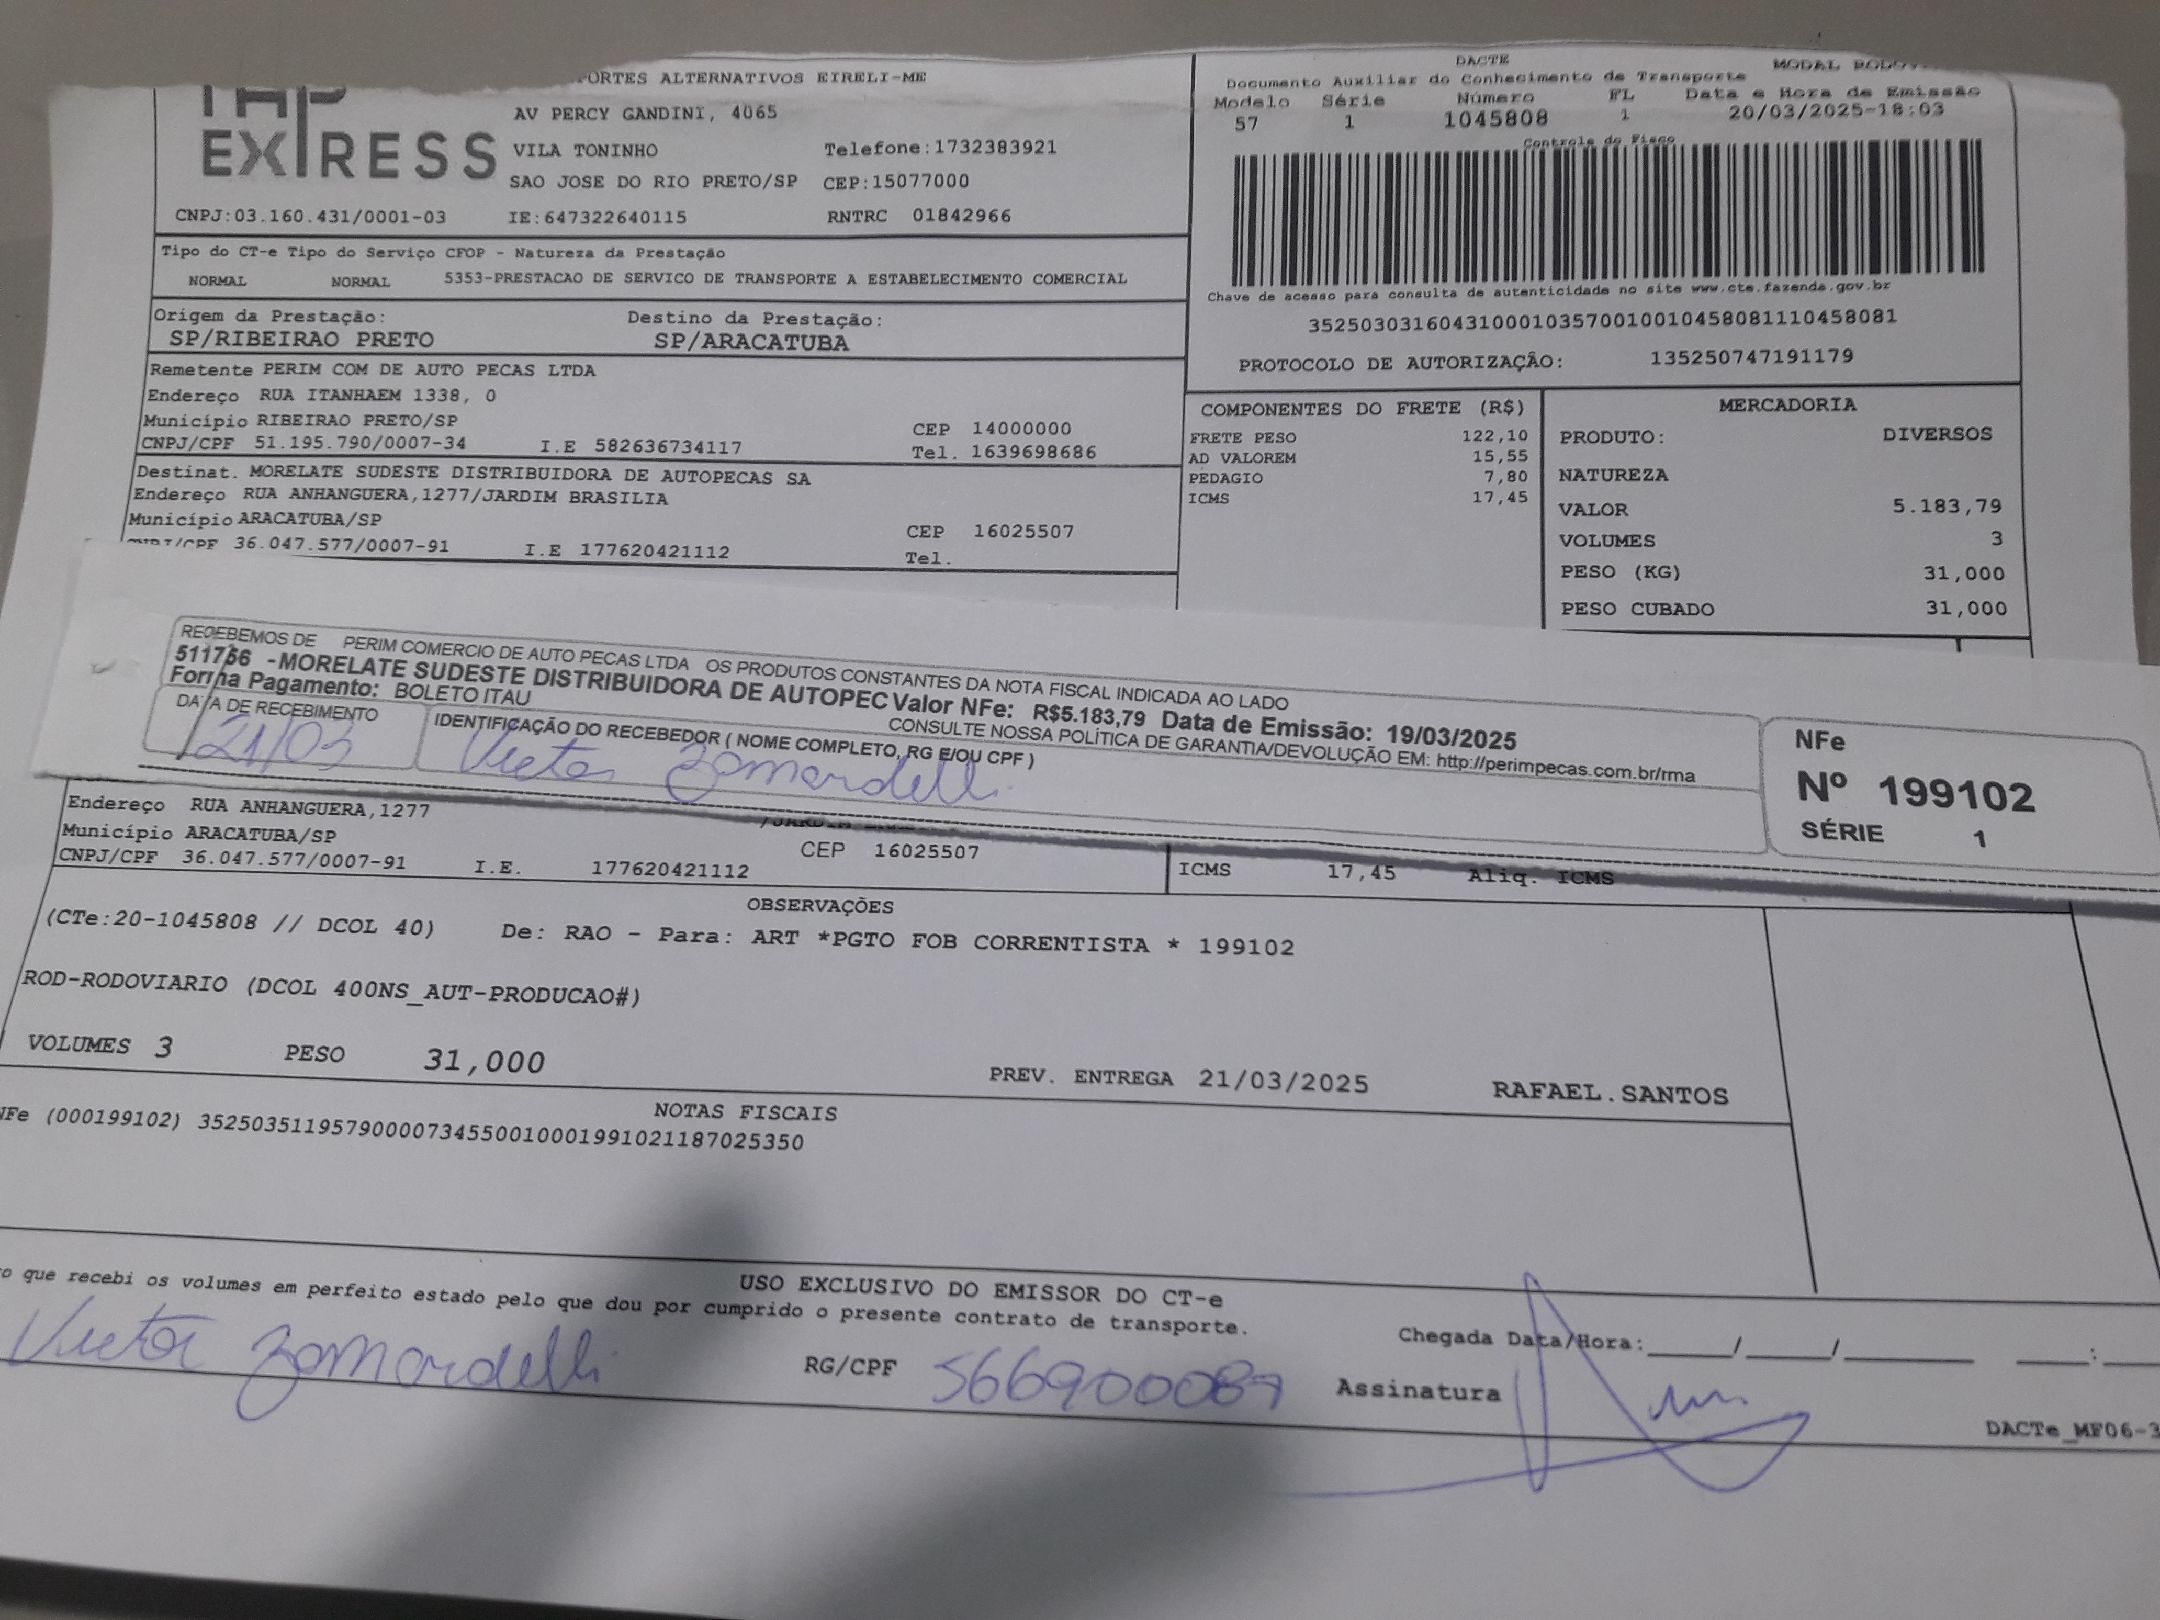 EXPRESS
PORTES ALTERNATIVOS EIRELI-ME
AV PERCY GANDINI, 4065
VILA TONINHO Telefone:1732383921
SAO JOSE DO RIO PRETO/SP CEP:15077000
CNPJ:03.160.431/0001-03 IE:647322640115 RNTRC 01842966
DACTE
Documento Auxiliar do Conhecimento de Transporte MODAL
Modelo Série Número FL Data e Hora de Emissão
57 1 1045808 1 20/03/2025-18:03
Controle do Fisco
Chave de acesso para consulta de autenticidade no site www.cte.fazenda.gov.br
35250303160431000103570010010458081110458081
PROTOCOLO DE AUTORIZAÇÃO: 135250747191179
Tipo do CT-e Tipo do Serviço CFOP - Natureza da Prestação
NORMAL NORMAL 5353-PRESTACAO DE SERVICO DE TRANSPORTE A ESTABELECIMENTO COMERCIAL
Origem da Prestação: Destino da Prestação:
SP/RIBEIRAO PRETO SP/ARACATUBA
Remetente PERIM COM DE AUTO PECAS LTDA
Endereço RUA ITANHAEM 1338, 0
Município RIBEIRAO PRETO/SP CEP 14000000
CNPJ/CPF 51.195.790/0007-34 I.E 582636734117 Tel. 1639698686
Destinat. MORELATE SUDESTE DISTRIBUIDORA DE AUTOPECAS SA
Endereço RUA ANHANGUERA,1277/JARDIM BRASILIA
Município ARACATUBA/SP CEP 16025507
CNPJ/CPF 36.047.577/0007-91 I.E 177620421112 Tel.
COMPONENTES DO FRETE (R$)
FRETE PESO 122,10
AD VALOREM 15,55
PEDAGIO 7,80
ICMS 17,45
MERCADORIA
PRODUTO: DIVERSOS
NATUREZA
VALOR 5.183,79
VOLUMES 3
PESO (KG) 31,000
PESO CUBADO 31,000
RECEBEMOS DE PERIM COMERCIO DE AUTO PECAS LTDA OS PRODUTOS CONSTANTES DA NOTA FISCAL INDICADA AO LADO
511756 -MORELATE SUDESTE DISTRIBUIDORA DE AUTOPEC Valor NFe: R$5.183,79 Data de Emissão: 19/03/2025
Forma Pagamento: BOLETO ITAU CONSULTE NOSSA POLÍTICA DE GARANTIA/DEVOLUÇÃO EM: http://perimpecas.com.br/rma
DATA DE RECEBIMENTO IDENTIFICAÇÃO DO RECEBEDOR ( NOME COMPLETO, RG E/OU CPF )
21/03 Victor Zamardelli
NFe
Nº 199102
SÉRIE 1
Endereço RUA ANHANGUERA,1277
Município ARACATUBA/SP CEP 16025507
CNPJ/CPF 36.047.577/0007-91 I.E. 177620421112
ICMS 17,45 Aliq. ICMS
OBSERVAÇÕES
(CTe:20-1045808 // DCOL 40) De: RAO - Para: ART *PGTO FOB CORRENTISTA * 199102
ROD-RODOVIARIO (DCOL 400NS_AUT-PRODUCAO#)
VOLUMES 3 PESO 31,000 PREV. ENTREGA 21/03/2025 RAFAEL.SANTOS
NOTAS FISCAIS
NFe (000199102) 35250351195790000734550010001991021187025350
USO EXCLUSIVO DO EMISSOR DO CT-e
o que recebi os volumes em perfeito estado pelo que dou por cumprido o presente contrato de transporte.
Chegada Data/Hora:_____/_____/________ ____:____
Victor Zamardelli RG/CPF 566900087 Assinatura
DACTe_MF06-3